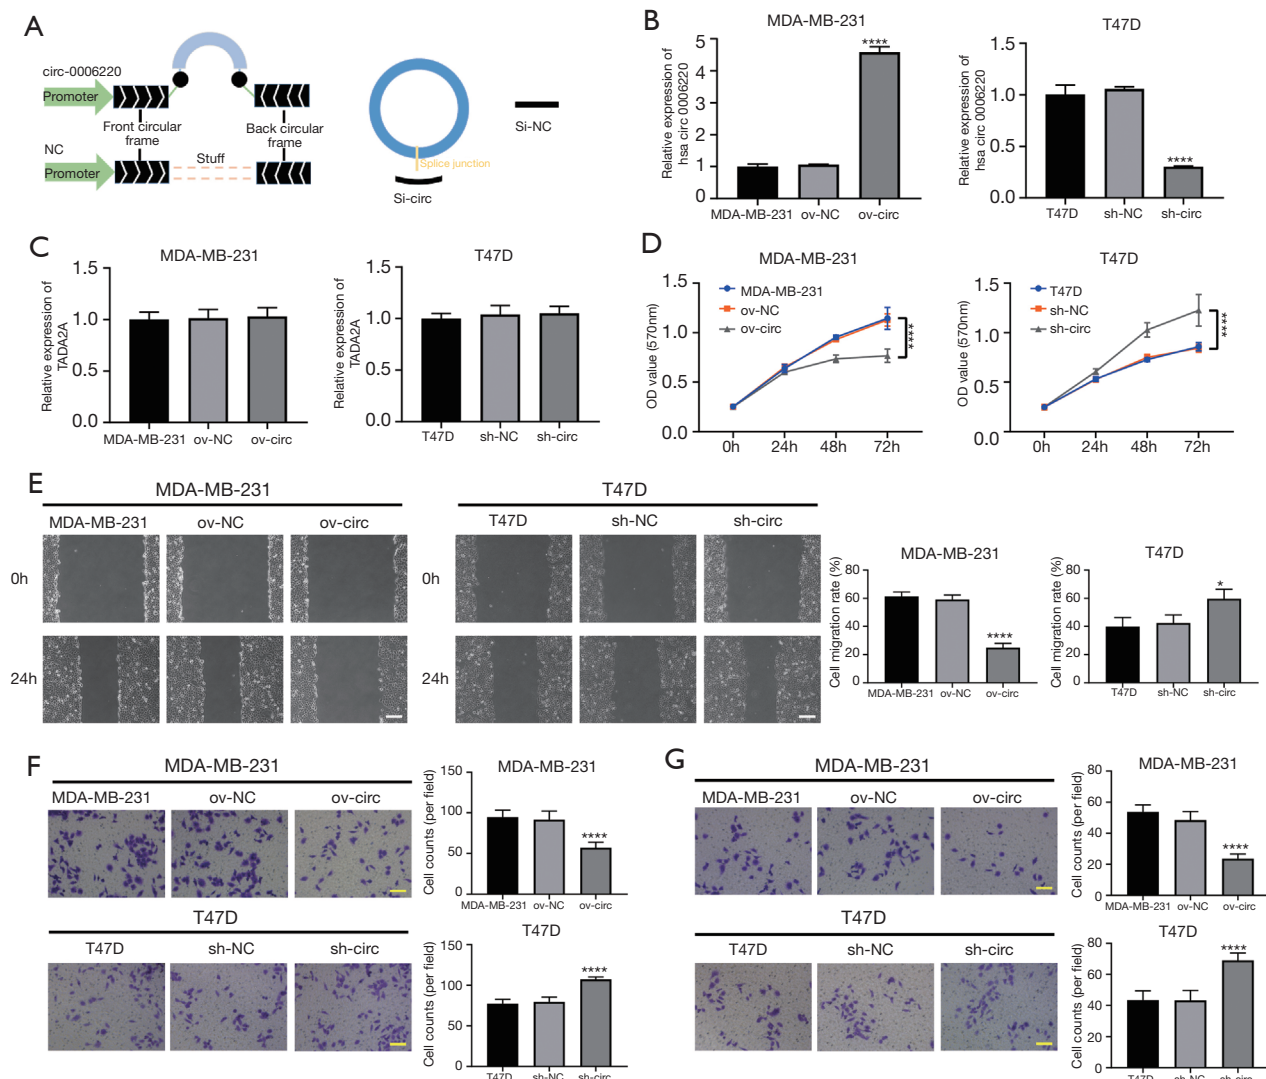 A
circ-0006220
Promoter
Front circular
frame
Back circular
frame
NC
Promoter
Stuff
Splice junction
Si-circ
Si-NC
B
MDA-MB-231
Relative expression of
hsa circ 0006220
5
4
3
2
1
0
****
MDA-MB-231 ov-NC ov-circ
T47D
Relative expression of
hsa circ 0006220
1.5
1.0
0.5
0.0
****
T47D sh-NC sh-circ
C
MDA-MB-231
Relative expression of
TADA2A
1.5
1.0
0.5
0.0
MDA-MB-231 ov-NC ov-circ
T47D
Relative expression of
TADA2A
1.5
1.0
0.5
0.0
T47D sh-NC sh-circ
D
MDA-MB-231
OD value (570nm)
1.5
1.0
0.5
0.0
MDA-MB-231
ov-NC
ov-circ
****
0h 24h 48h 72h
T47D
OD value (570nm)
1.5
1.0
0.5
0.0
T47D
sh-NC
sh-circ
****
0h 24h 48h 72h
E
MDA-MB-231
MDA-MB-231 ov-NC ov-circ
0h
24h
T47D
T47D sh-NC sh-circ
0h
24h
MDA-MB-231
Cell migration rate (%)
80
60
40
20
0
****
MDA-MB-231 ov-NC ov-circ
T47D
Cell migration rate (%)
80
60
40
20
0
*
T47D sh-NC sh-circ
F
MDA-MB-231
MDA-MB-231 ov-NC ov-circ
T47D
T47D sh-NC sh-circ
MDA-MB-231
Cell counts (per field)
150
100
50
0
****
MDA-MB-231 ov-NC ov-circ
T47D
Cell counts (per field)
150
100
50
0
****
T47D sh-NC sh-circ
G
MDA-MB-231
MDA-MB-231 ov-NC ov-circ
T47D
T47D sh-NC sh-circ
MDA-MB-231
Cell counts (per field)
80
60
40
20
0
****
MDA-MB-231 ov-NC ov-circ
T47D
Cell counts (per field)
80
60
40
20
0
****
T47D sh-NC sh-circ